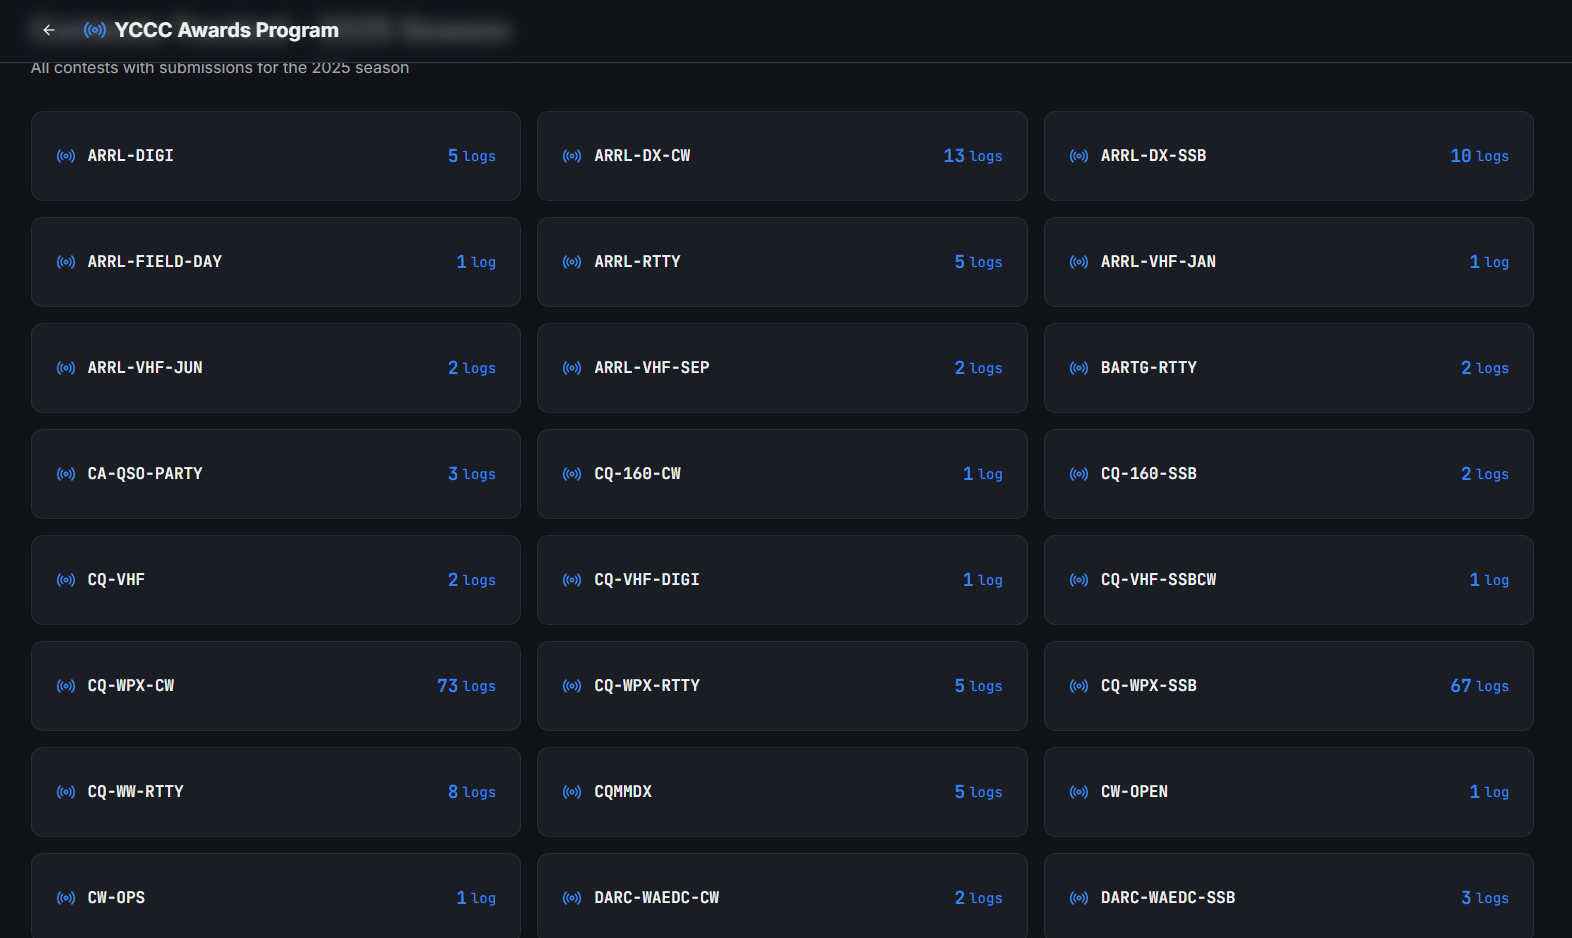 YCCC Awards Program
All contests with submissions for the 2025 season
ARRL-DIGI 5 logs
ARRL-DX-CW 13 logs
ARRL-DX-SSB 10 logs
ARRL-FIELD-DAY 1 log
ARRL-RTTY 5 logs
ARRL-VHF-JAN 1 log
ARRL-VHF-JUN 2 logs
ARRL-VHF-SEP 2 logs
BARTG-RTTY 2 logs
CA-QSO-PARTY 3 logs
CQ-160-CW 1 log
CQ-160-SSB 2 logs
CQ-VHF 2 logs
CQ-VHF-DIGI 1 log
CQ-VHF-SSBCW 1 log
CQ-WPX-CW 73 logs
CQ-WPX-RTTY 5 logs
CQ-WPX-SSB 67 logs
CQ-WW-RTTY 8 logs
CQMMDX 5 logs
CW-OPEN 1 log
CW-OPS 1 log
DARC-WAEDC-CW 2 logs
DARC-WAEDC-SSB 3 logs